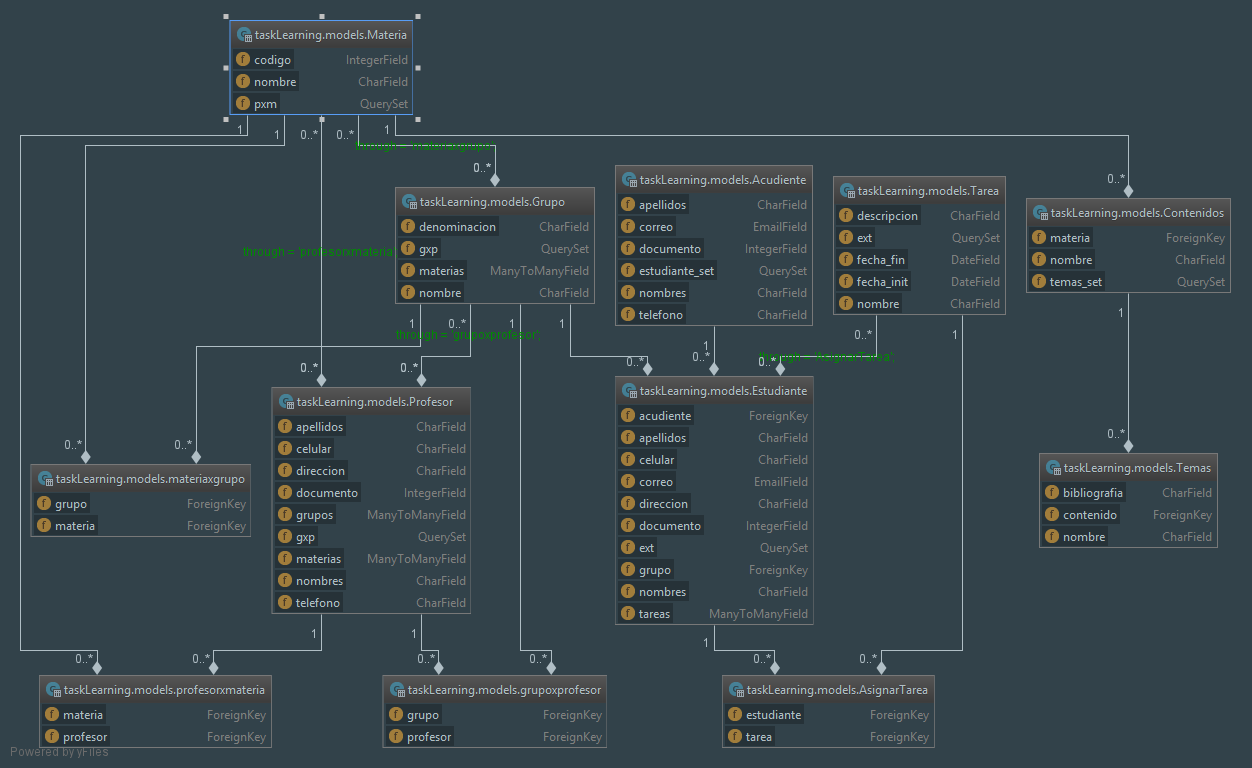 taskLearning.models.Materia
f codigo IntegerField
f nombre CharField
f pxm QuerySet
1 1 0..* 0..* 1
through = 'materiaxgrupo';
0..*
0..*
taskLearning.models.Grupo
f denominacion CharField
f gxp QuerySet
f materias ManyToManyField
f nombre CharField
taskLearning.models.Acudiente
f apellidos CharField
f correo EmailField
f documento IntegerField
f estudiante_set QuerySet
f nombres CharField
f telefono CharField
taskLearning.models.Tarea
f descripcion CharField
f ext QuerySet
f fecha_fin DateField
f fecha_init DateField
f nombre CharField
taskLearning.models.Contenidos
f materia ForeignKey
f nombre CharField
f temas_set QuerySet
through = 'profesorxmateria
1 0..* 1 1
through = 'grupoxprofesor';
1
0..* 1
1
through = 'AsignarTarea';
0..* 0..* 0..* 0..* 0..*
taskLearning.models.Profesor
f apellidos CharField
f celular CharField
f direccion CharField
f documento IntegerField
f grupos ManyToManyField
f gxp QuerySet
f materias ManyToManyField
f nombres CharField
f telefono CharField
taskLearning.models.Estudiante
f acudiente ForeignKey
f apellidos CharField
f celular CharField
f correo EmailField
f direccion CharField
f documento IntegerField
f ext QuerySet
f grupo ForeignKey
f nombres CharField
f tareas ManyToManyField
0..* 0..*
taskLearning.models.materiaxgrupo
f grupo ForeignKey
f materia ForeignKey
0..*
taskLearning.models.Temas
f bibliografia CharField
f contenido ForeignKey
f nombre CharField
1 1 1
0..* 0..* 0..* 0..* 0..* 0..*
taskLearning.models.profesorxmateria
f materia ForeignKey
f profesor ForeignKey
taskLearning.models.grupoxprofesor
f grupo ForeignKey
f profesor ForeignKey
taskLearning.models.AsignarTarea
f estudiante ForeignKey
f tarea ForeignKey
Powered by yFiles